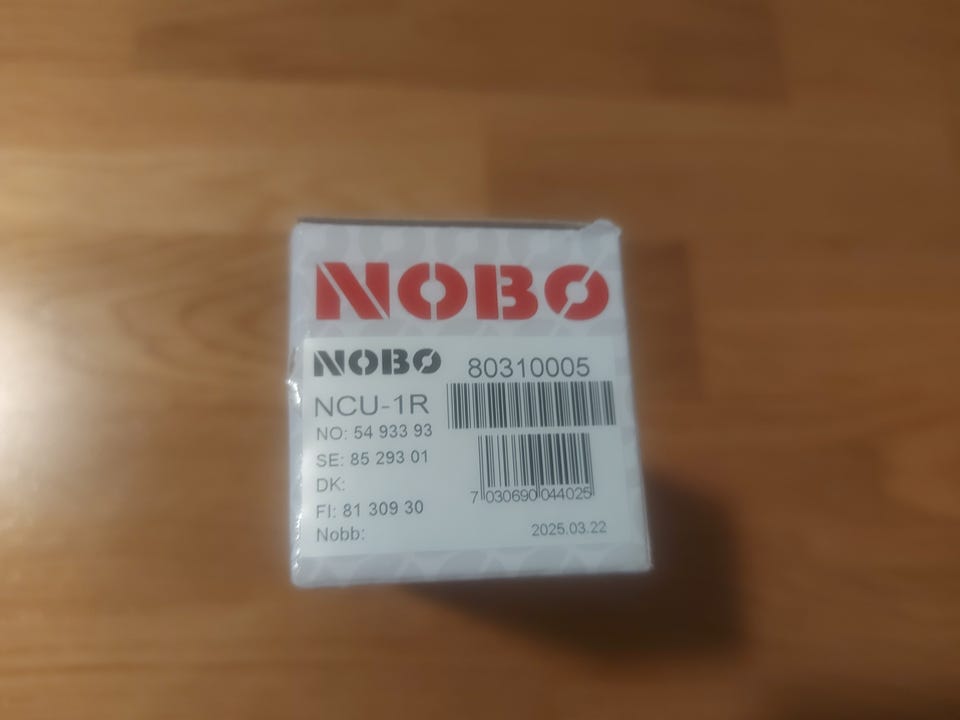 NOBØ
NOBØ 80310005
NCU-1R
NO: 54 933 93
SE: 85 293 01
DK:
7 030690 044025
FI: 81 309 30
Nobb:
2025.03.22